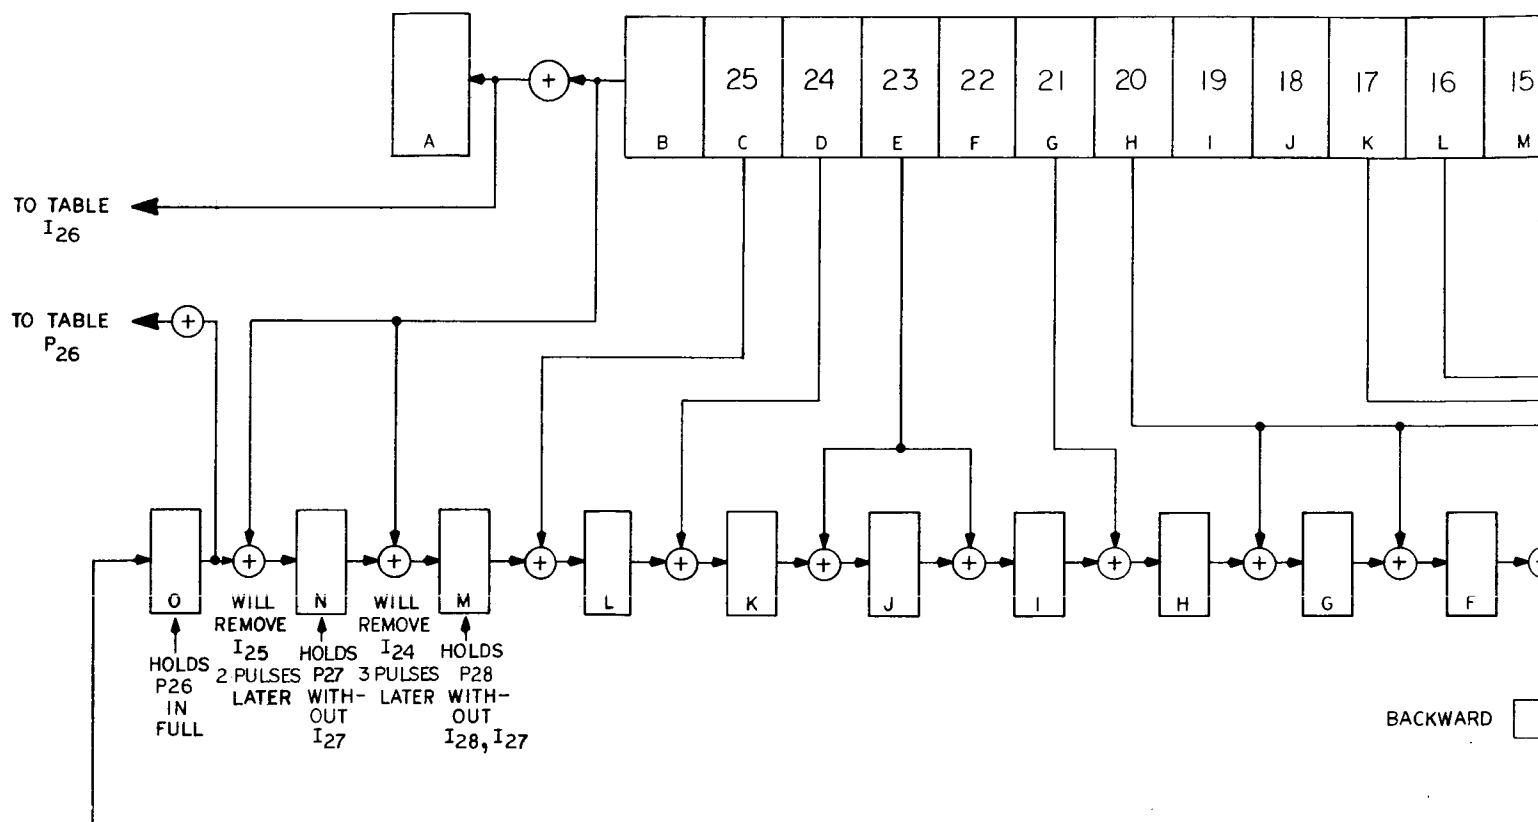 25 24 23 22 21 20 19 18 17 16 15
A B C D E F G H I J K L M
+
TO TABLE
I26
TO TABLE
P26
+
+ + + + + + + + +
O N M L K J I H G F
WILL
REMOVE
I25
2 PULSES
LATER
WILL
REMOVE
I24
3 PULSES
LATER
HOLDS
P26
IN
FULL
HOLDS
P27
WITH-
OUT
I27
HOLDS
P28
WITH-
OUT
I28, I27
BACKWARD